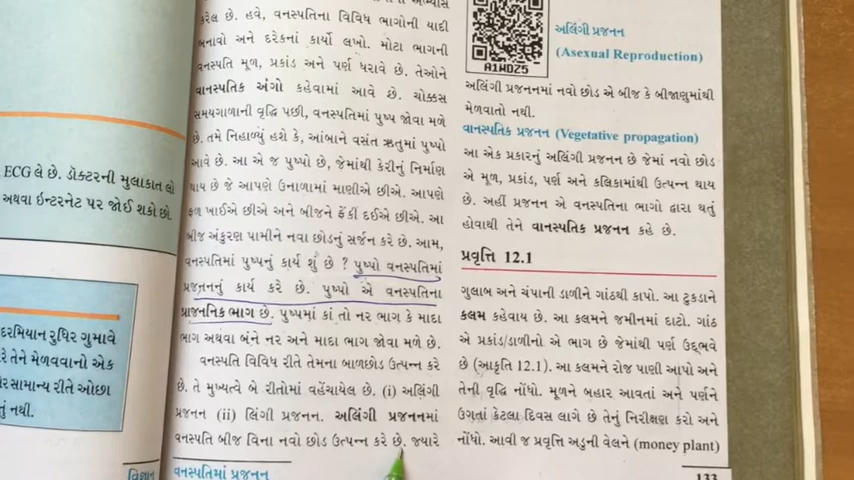 ECG લે છે. ડૉક્ટરની મુલાકાત લો
અથવા ઇન્ટરનેટ પર જોઈ શકો છો.
દરમિયાન રુધિર ગુમાવે
મેળવવાનો એક
સામાન્ય રીતે ઓછા
નથી.
વિજ્ઞાન
કરેલ છે. હવે, વનસ્પતિના વિવિધ ભાગોની યાદી
બનાવો અને દરેકનાં કાર્યો લખો. મોટા ભાગની
વનસ્પતિ મૂળ, પ્રકાંડ અને પર્ણ ધરાવે છે. તેઓને
વાનસ્પતિક અંગો કહેવામાં આવે છે. ચોક્કસ
સમયગાળાની વૃદ્ધિ પછી, વનસ્પતિમાં પુષ્પ જોવા મળે
છે. તમે નિહાળ્યું હશે કે, આંબાને વસંત ઋતુમાં પુષ્પો
આવે છે. આ એ જ પુષ્પો છે, જેમાંથી કેરીનું નિર્માણ
થાય છે જે આપણે ઉનાળામાં માણીએ છીએ. આપણે
ફળ ખાઈએ છીએ અને બીજને ફેંકી દઈએ છીએ. આ
બીજ અંકુરણ પામીને નવા છોડનું સર્જન કરે છે. આમ,
વનસ્પતિમાં પુષ્પનું કાર્ય શું છે ? પુષ્પો વનસ્પતિમાં
પ્રજનનનું કાર્ય કરે છે. પુષ્પો એ વનસ્પતિના
પ્રાજનનિક ભાગ છે. પુષ્પમાં કાં તો નર ભાગ કે માદા
ભાગ અથવા બંને નર અને માદા ભાગ જોવા મળે છે.
વનસ્પતિ વિવિધ રીતે તેમના બાળછોડ ઉત્પન્ન કરે
છે. તે મુખ્યત્વે બે રીતોમાં વહેંચાયેલ છે. (i) અલિંગી
પ્રજનન (ii) લિંગી પ્રજનન. અલિંગી પ્રજનનમાં
વનસ્પતિ બીજ વિના નવો છોડ ઉત્પન્ન કરે છે. જ્યારે
વનસ્પતિમાં પ્રજનન
A1WDZ5
અલિંગી પ્રજનન
(Asexual Reproduction)
અલિંગી પ્રજનનમાં નવો છોડ એ બીજ કે બીજાણુમાંથી
મેળવાતો નથી.
વાનસ્પતિક પ્રજનન (Vegetative propagation)
આ એક પ્રકારનું અલિંગી પ્રજનન છે જેમાં નવો છોડ
એ મૂળ, પ્રકાંડ, પર્ણ અને કલિકામાંથી ઉત્પન્ન થાય
છે. અહીં પ્રજનન એ વનસ્પતિના ભાગો દ્વારા થતું
હોવાથી તેને વાનસ્પતિક પ્રજનન કહે છે.
પ્રવૃત્તિ 12.1
ગુલાબ અને ચંપાની ડાળીને ગાંઠથી કાપો. આ ટુકડાને
કલમ કહેવાય છે. આ કલમને જમીનમાં દાટો. ગાંઠ
એ પ્રકાંડ/ડાળીનો એ ભાગ છે જેમાંથી પર્ણ ઉદ્ભવે
છે (આકૃતિ 12.1). આ કલમને રોજ પાણી આપો અને
તેની વૃદ્ધિ નોંધો. મૂળને બહાર આવતાં અને પર્ણને
ઉગતાં કેટલા દિવસ લાગે છે તેનું નિરીક્ષણ કરો અને
નોંધો. આવી જ પ્રવૃત્તિ અડુની વેલને (money plant)
133